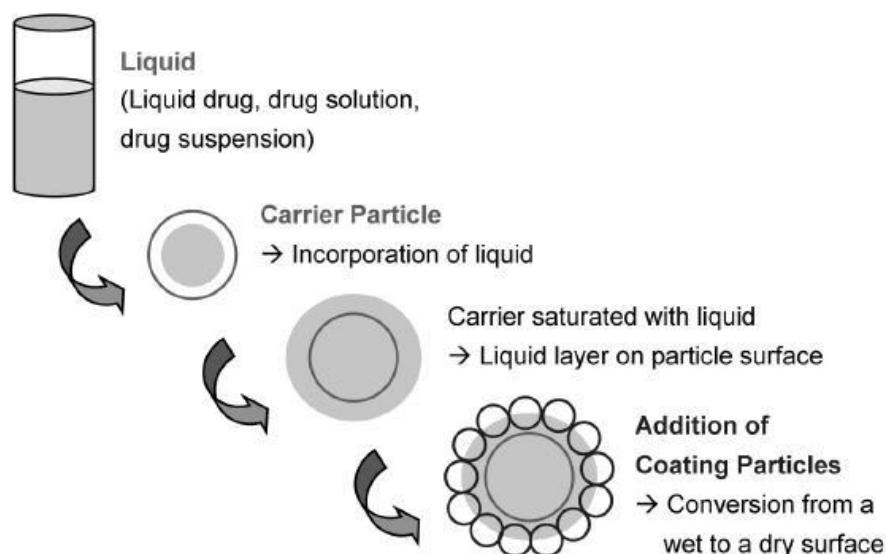 Liquid
(Liquid drug, drug solution,
drug suspension)
Carrier Particle
→ Incorporation of liquid
Carrier saturated with liquid
→ Liquid layer on particle surface
Addition of
Coating Particles
→ Conversion from a
wet to a dry surface